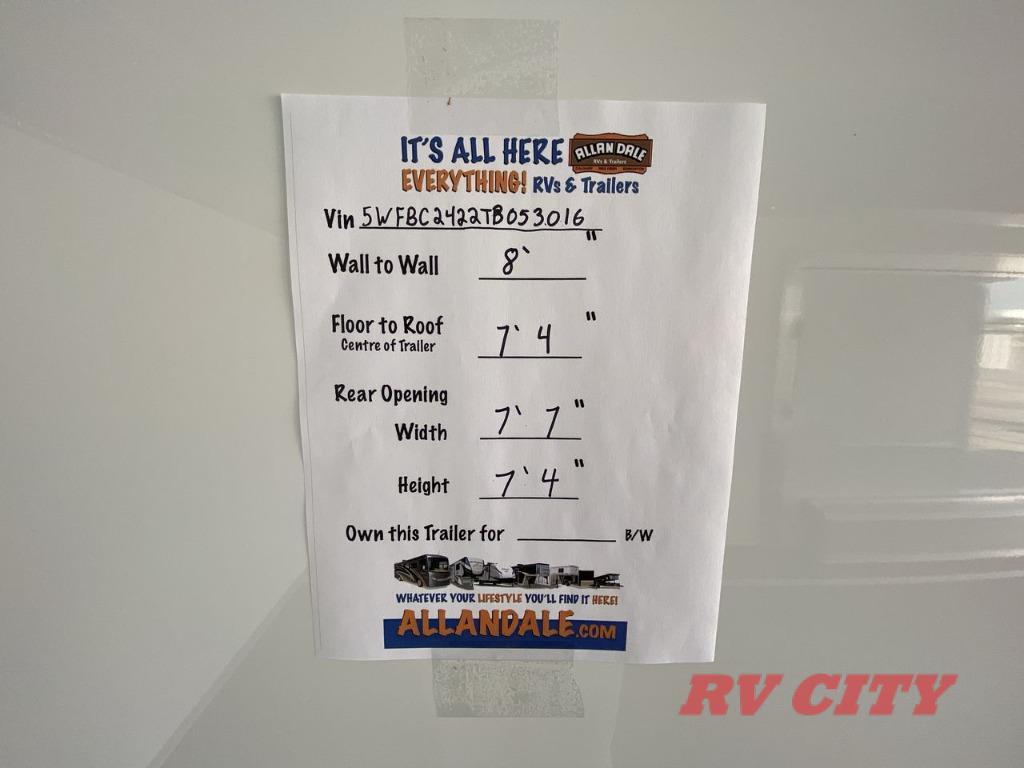 IT'S ALL HERE
ALLAN DALE
RVs & Trailers
EVERYTHING! RVs & Trailers
Vin 5WFBC2422TB053016
Wall to Wall 8' "
Floor to Roof 7' 4 "
Centre of Trailer
Rear Opening
Width 7' 7 "
Height 7' 4 "
Own this Trailer for ____ B/W
WHATEVER YOUR LIFESTYLE YOU'LL FIND IT HERE!
ALLANDALE.COM
RV CITY